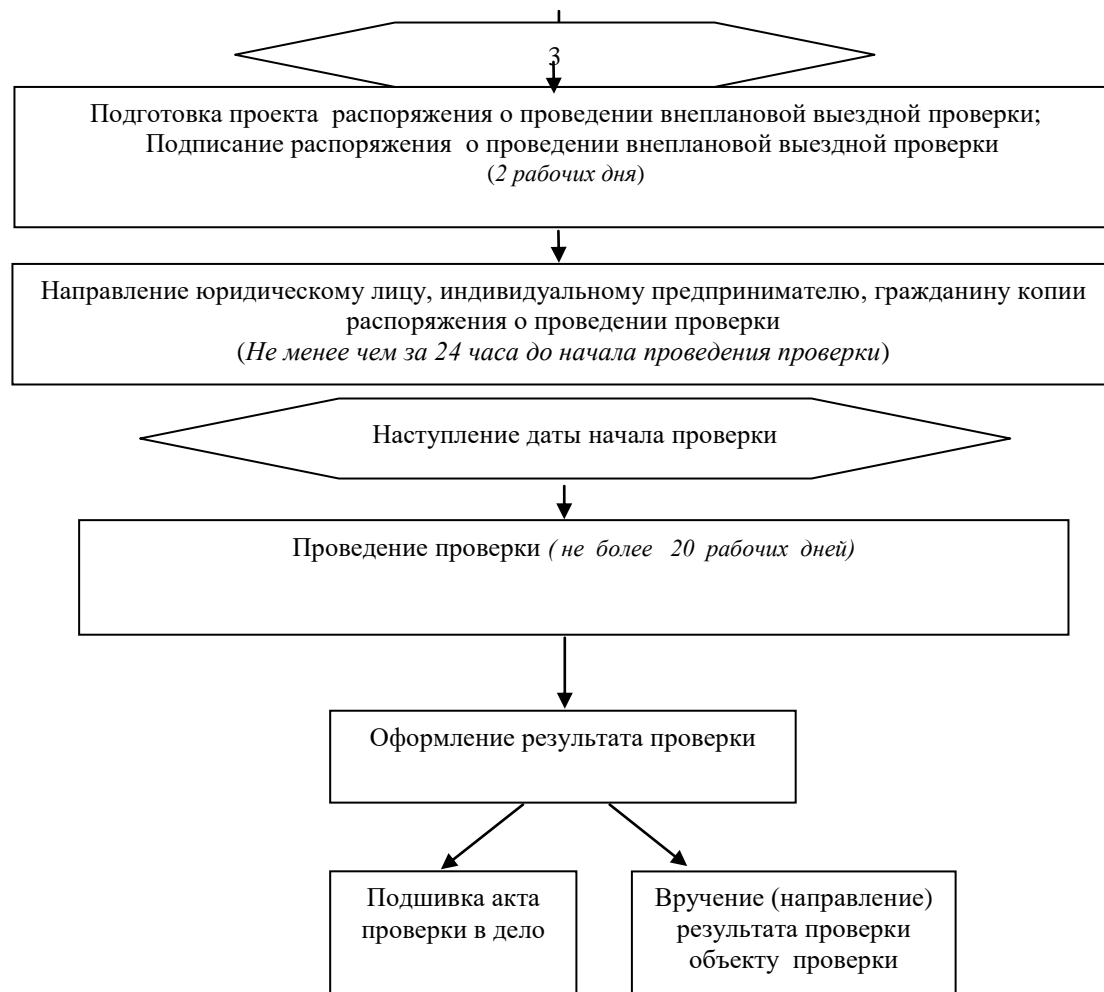 3
Подготовка проекта распоряжения о проведении внеплановой выездной проверки;
Подписание распоряжения о проведении внеплановой выездной проверки
(2 рабочих дня)
Направление юридическому лицу, индивидуальному предпринимателю, гражданину копии
распоряжения о проведении проверки
(Не менее чем за 24 часа до начала проведения проверки)
Наступление даты начала проверки
Проведение проверки ( не более 20 рабочих дней)
Оформление результата проверки
Подшивка акта
проверки в дело
Вручение (направление)
результата проверки
объекту проверки